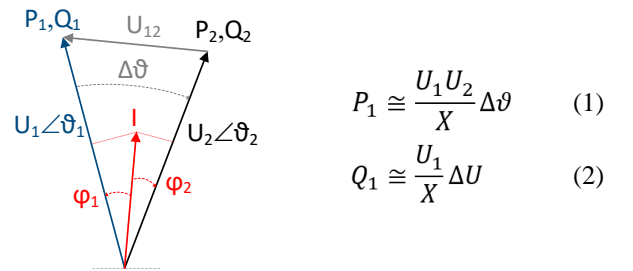 P₁,Q₁
U₁₂
P₂,Q₂
Δϑ
I
U₁∠ϑ₁
U₂∠ϑ₂
φ₁
φ₂
P₁ ≅ U₁U₂/X Δϑ (1)
Q₁ ≅ U₁/X ΔU (2)